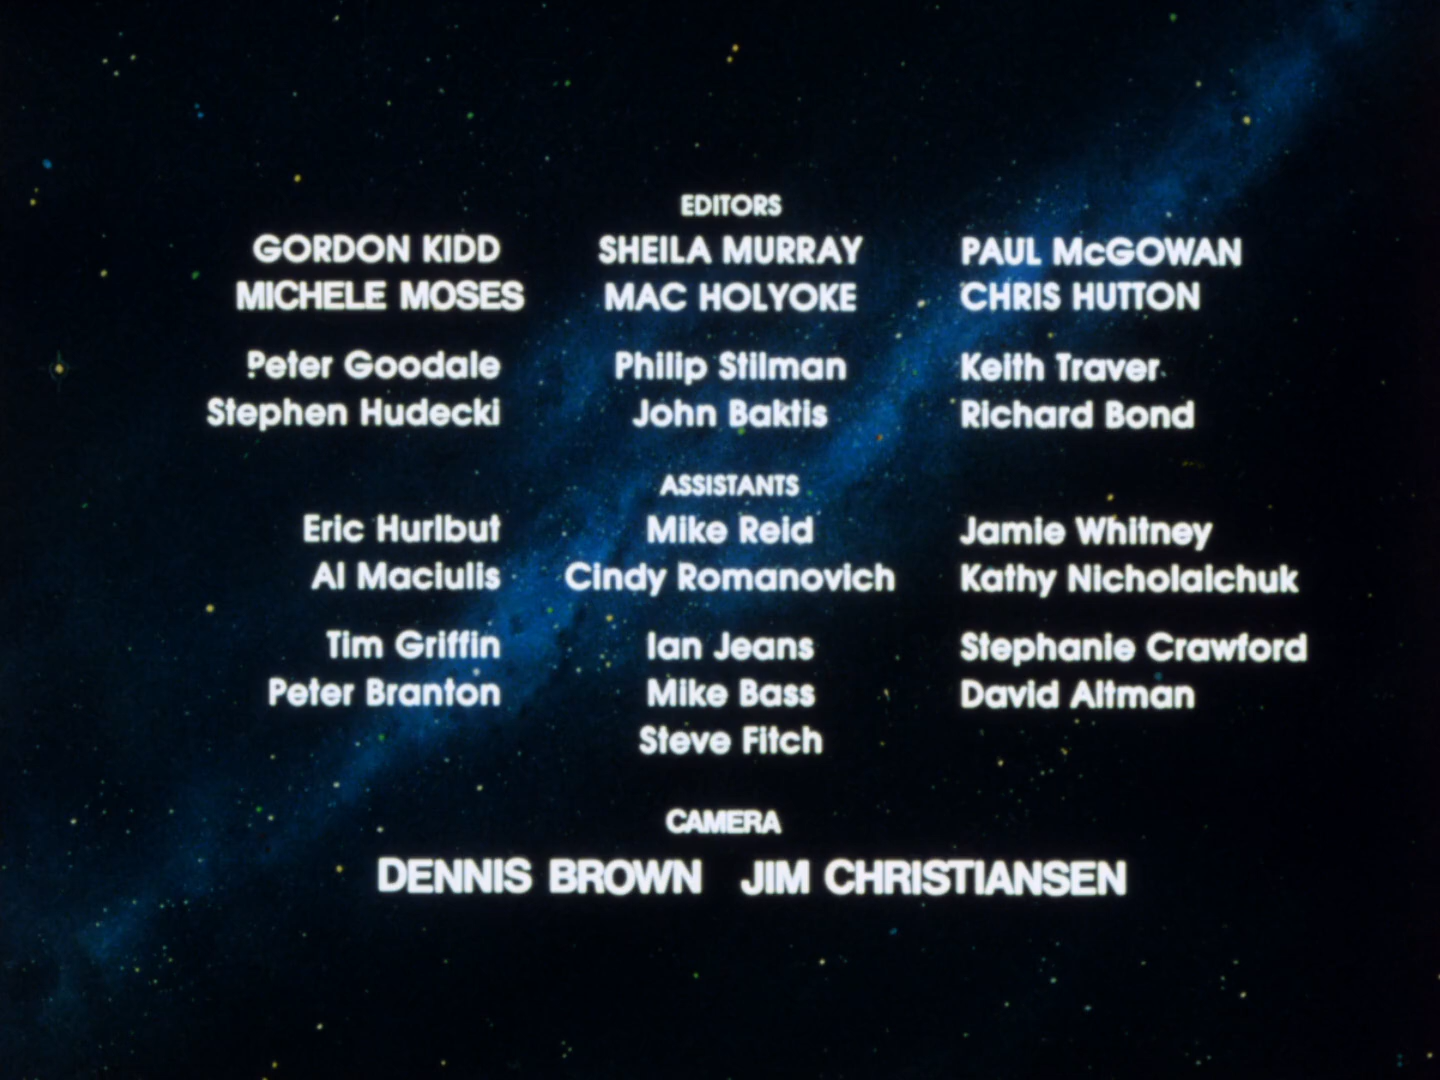 EDITORS
GORDON KIDD SHEILA MURRAY PAUL McGOWAN
MICHELE MOSES MAC HOLYOKE CHRIS HUTTON
Peter Goodale Philip Stilman Keith Traver
Stephen Hudecki John Baktis Richard Bond
ASSISTANTS
Eric Hurlbut Mike Reid Jamie Whitney
Al Maciulis Cindy Romanovich Kathy Nicholaichuk
Tim Griffin Ian Jeans Stephanie Crawford
Peter Branton Mike Bass David Altman
Steve Fitch
CAMERA
DENNIS BROWN JIM CHRISTIANSEN